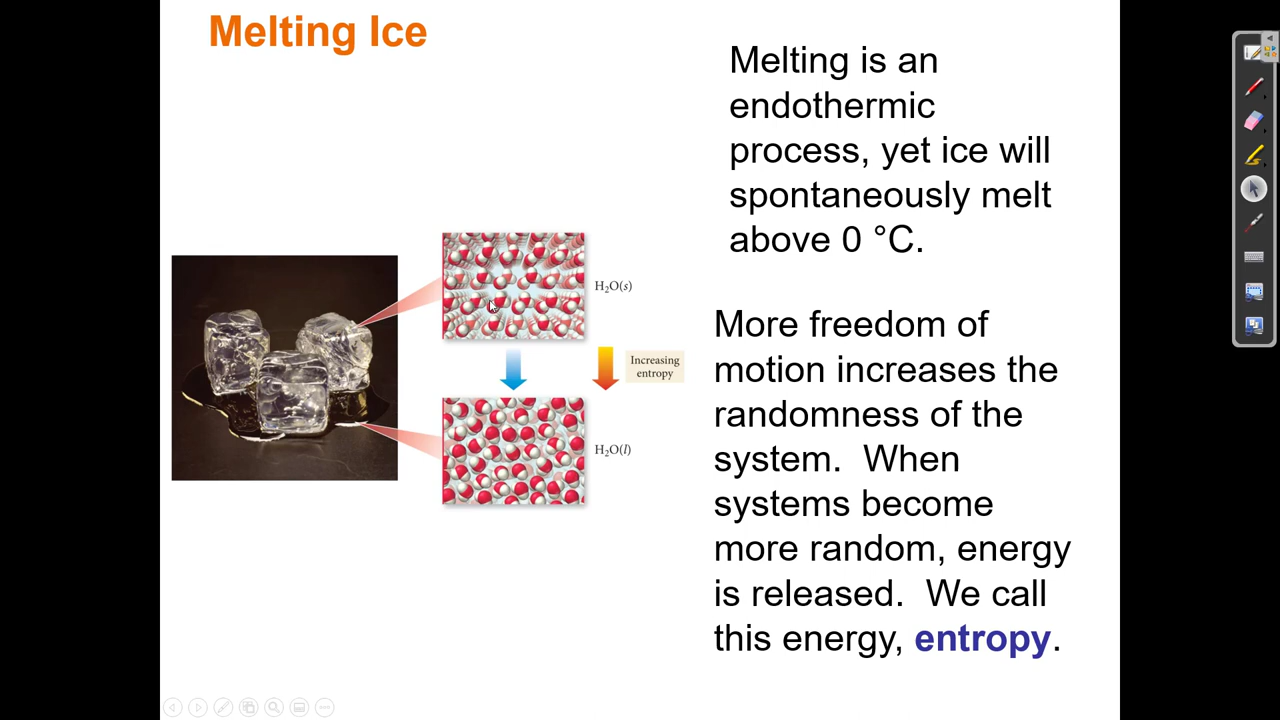 Melting Ice
Melting is an
endothermic
process, yet ice will
spontaneously melt
above 0 °C.
H₂O(s)
Increasing
entropy
H₂O(l)
More freedom of
motion increases the
randomness of the
system.  When
systems become
more random, energy
is released.  We call
this energy, entropy.